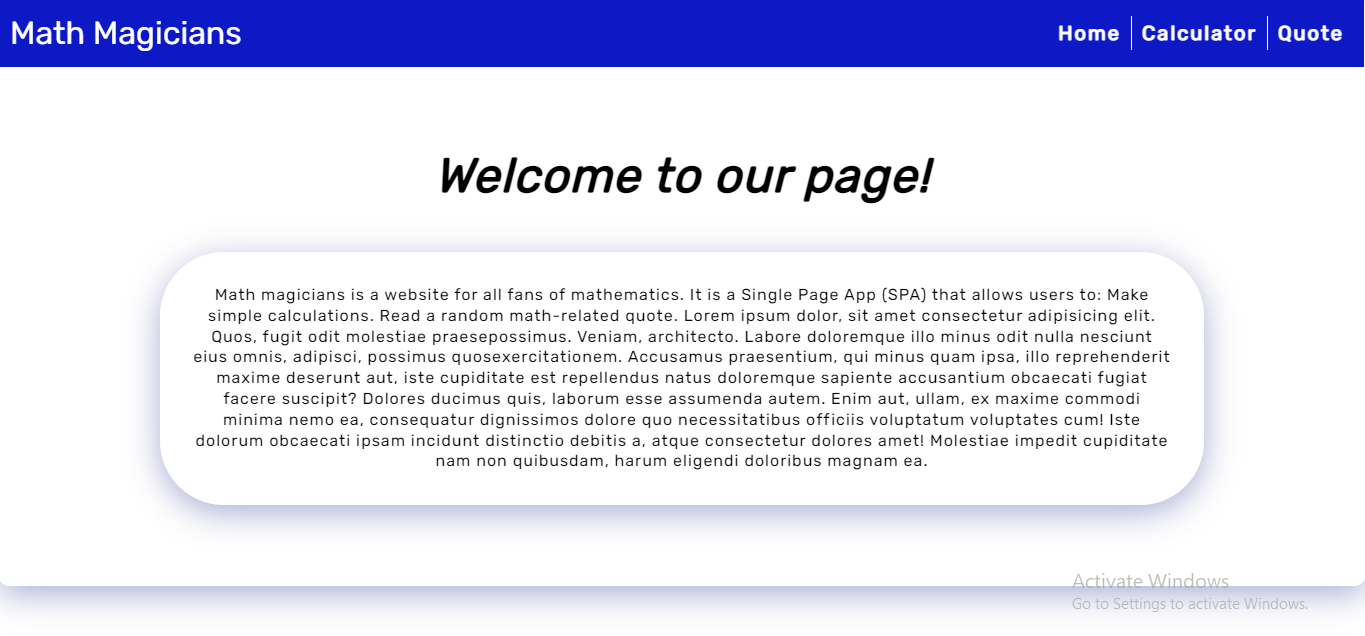 Math Magicians
Home
Calculator
Quote
Welcome to our page!
Math magicians is a website for all fans of mathematics. It is a Single Page App (SPA) that allows users to: Make
simple calculations. Read a random math-related quote. Lorem ipsum dolor, sit amet consectetur adipisicing elit.
Quos, fugit odit molestiae praesepossimus. Veniam, architecto. Labore doloremque illo minus odit nulla nesciunt
eius omnis, adipisci, possimus quosexercitationem. Accusamus praesentium, qui minus quam ipsa, illo reprehenderit
maxime deserunt aut, iste cupiditate est repellendus natus doloremque sapiente accusantium obcaecati fugiat
facere suscipit? Dolores ducimus quis, laborum esse assumenda autem. Enim aut, ullam, ex maxime commodi
minima nemo ea, consequatur dignissimos dolore quo necessitatibus officiis voluptatum voluptates cum! Iste
dolorum obcaecati ipsam incidunt distinctio debitis a, atque consectetur dolores amet! Molestiae impedit cupiditate
nam non quibusdam, harum eligendi doloribus magnam ea.
Activate Windows
Go to Settings to activate Windows.